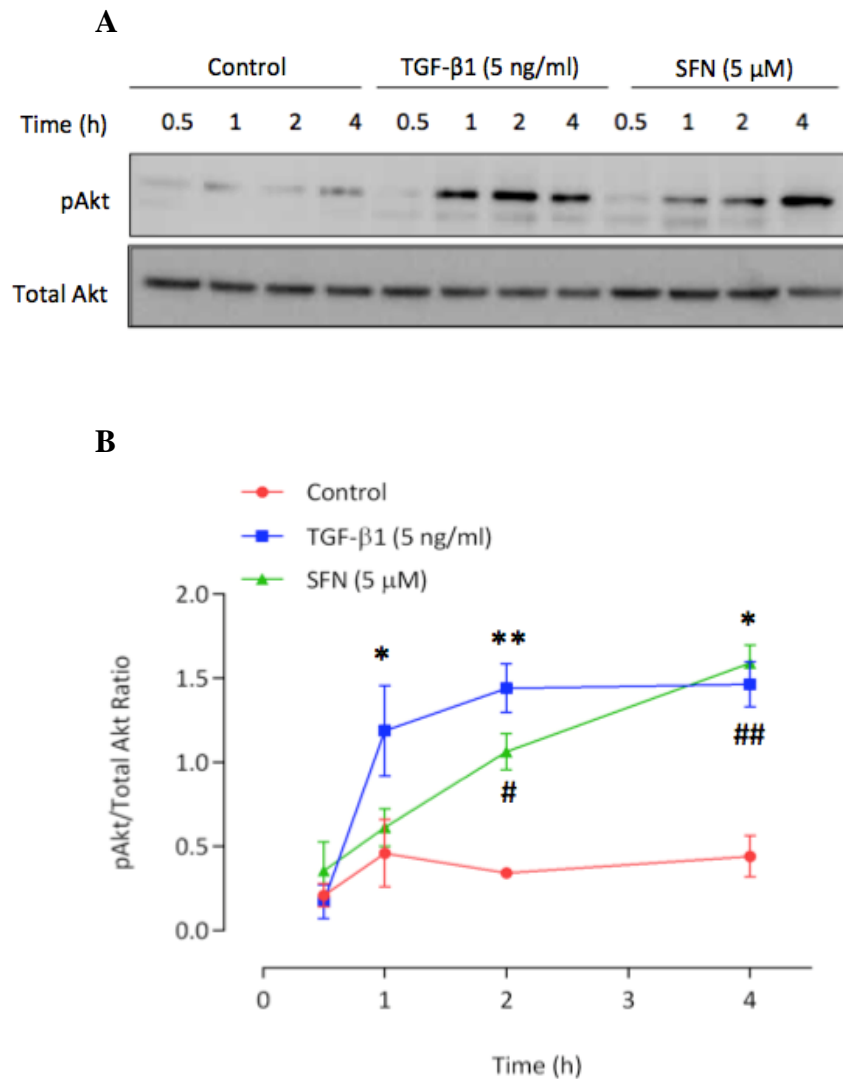 A
Control TGF-β1 (5 ng/ml) SFN (5 µM)
Time (h) 0.5 1 2 4 0.5 1 2 4 0.5 1 2 4
pAkt
Total Akt
B
Control
TGF-β1 (5 ng/ml)
SFN (5 µM)
pAkt/Total Akt Ratio
2.0
1.5
1.0
0.5
0.0
* ** *
##
#
0 1 2 3 4
Time (h)